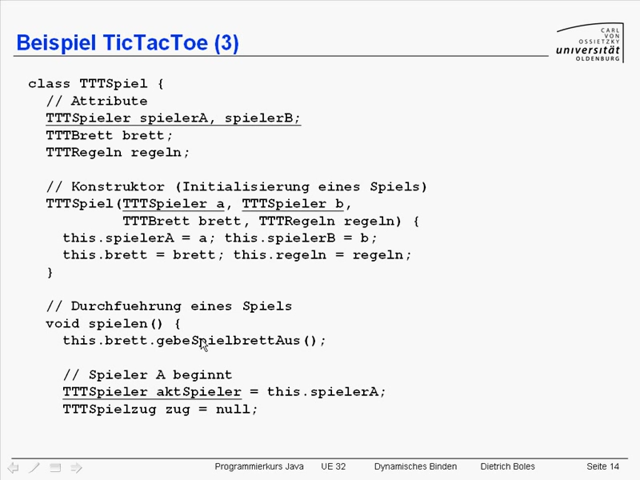 Beispiel TicTacToe (3)
CARL
VON
OSSIETZKY
universität
OLDENBURG
class TTTSpiel {
// Attribute
TTTSpieler spielerA, spielerB;
TTTBrett brett;
TTTRegeln regeln;
// Konstruktor (Initialisierung eines Spiels)
TTTSpiel(TTTSpieler a, TTTSpieler b,
TTTBrett brett, TTTRegeln regeln) {
this.spielerA = a; this.spielerB = b;
this.brett = brett; this.regeln = regeln;
}
// Durchfuehrung eines Spiels
void spielen() {
this.brett.gebeSpielbrettAus();
// Spieler A beginnt
TTTSpieler aktSpieler = this.spielerA;
TTTSpielzug zug = null;
Programmierkurs Java UE 32 Dynamisches Binden Dietrich Boles Seite 14